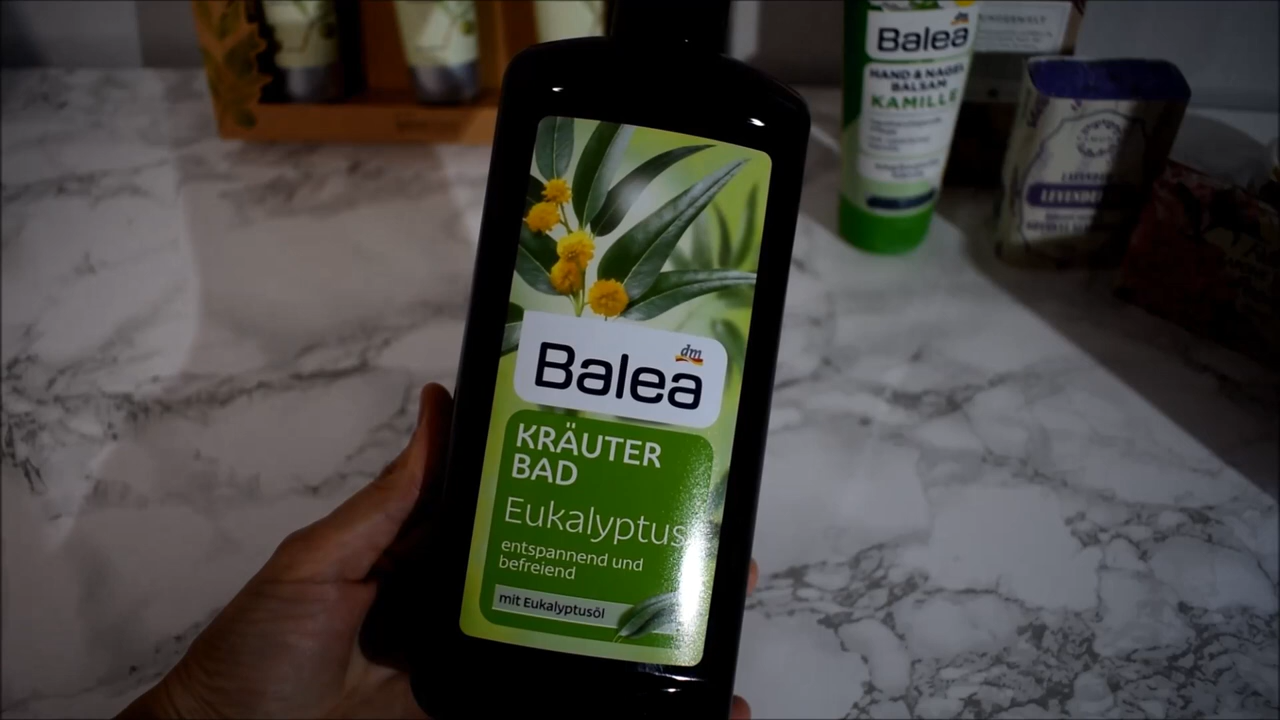 dm
Balea
KRÄUTER
BAD
Eukalyptus
entspannend und
befreiend
mit Eukalyptusöl
Balea
HAND & NAGEL
BALSAM
KAMILLE